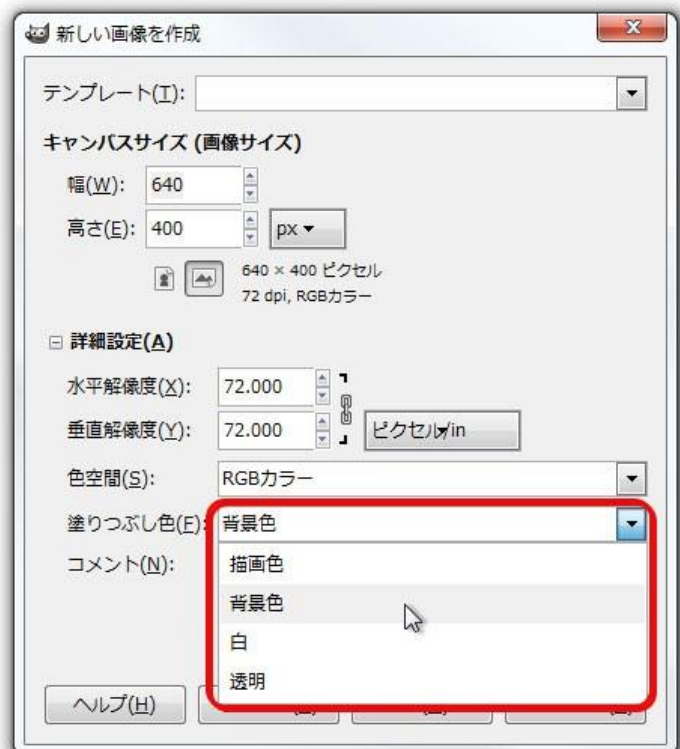 新しい画像を作成
テンプレート(T):
キャンバスサイズ (画像サイズ)
幅(W): 640
高さ(E): 400 px
640 × 400 ピクセル
72 dpi, RGBカラー
詳細設定(A)
水平解像度(X): 72.000
垂直解像度(Y): 72.000 ピクセル/in
色空間(S): RGBカラー
塗りつぶし色(F): 背景色
コメント(N):
描画色
背景色
白
透明
ヘルプ(H)